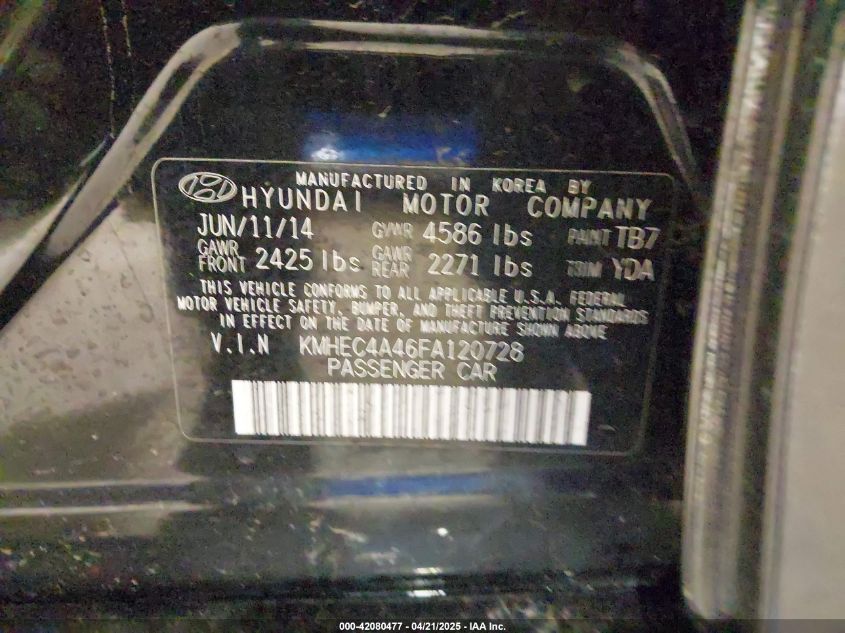 MANUFACTURED IN KOREA BY
HYUNDAI MOTOR COMPANY
JUN/11/14 GVWR 4586 lbs PAINT TB7
GAWR FRONT 2425 lbs GAWR REAR 2271 lbs TRIM YDA
THIS VEHICLE CONFORMS TO ALL APPLICABLE U.S.A. FEDERAL
MOTOR VEHICLE SAFETY, BUMPER, AND THEFT PREVENTION STANDARDS
IN EFFECT ON THE DATE OF MANUFACTURE SHOWN ABOVE
V.I.N KMHEC4A46FA120728
PASSENGER CAR
000-42080477 - 04/21/2025 - IAA Inc.